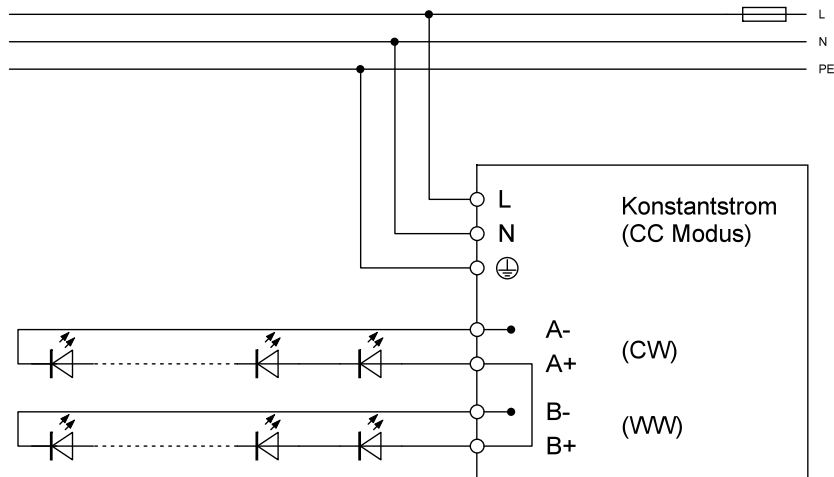 L
N
PE
L
N
Konstantstrom
(CC Modus)
A-
A+
(CW)
B-
B+
(WW)